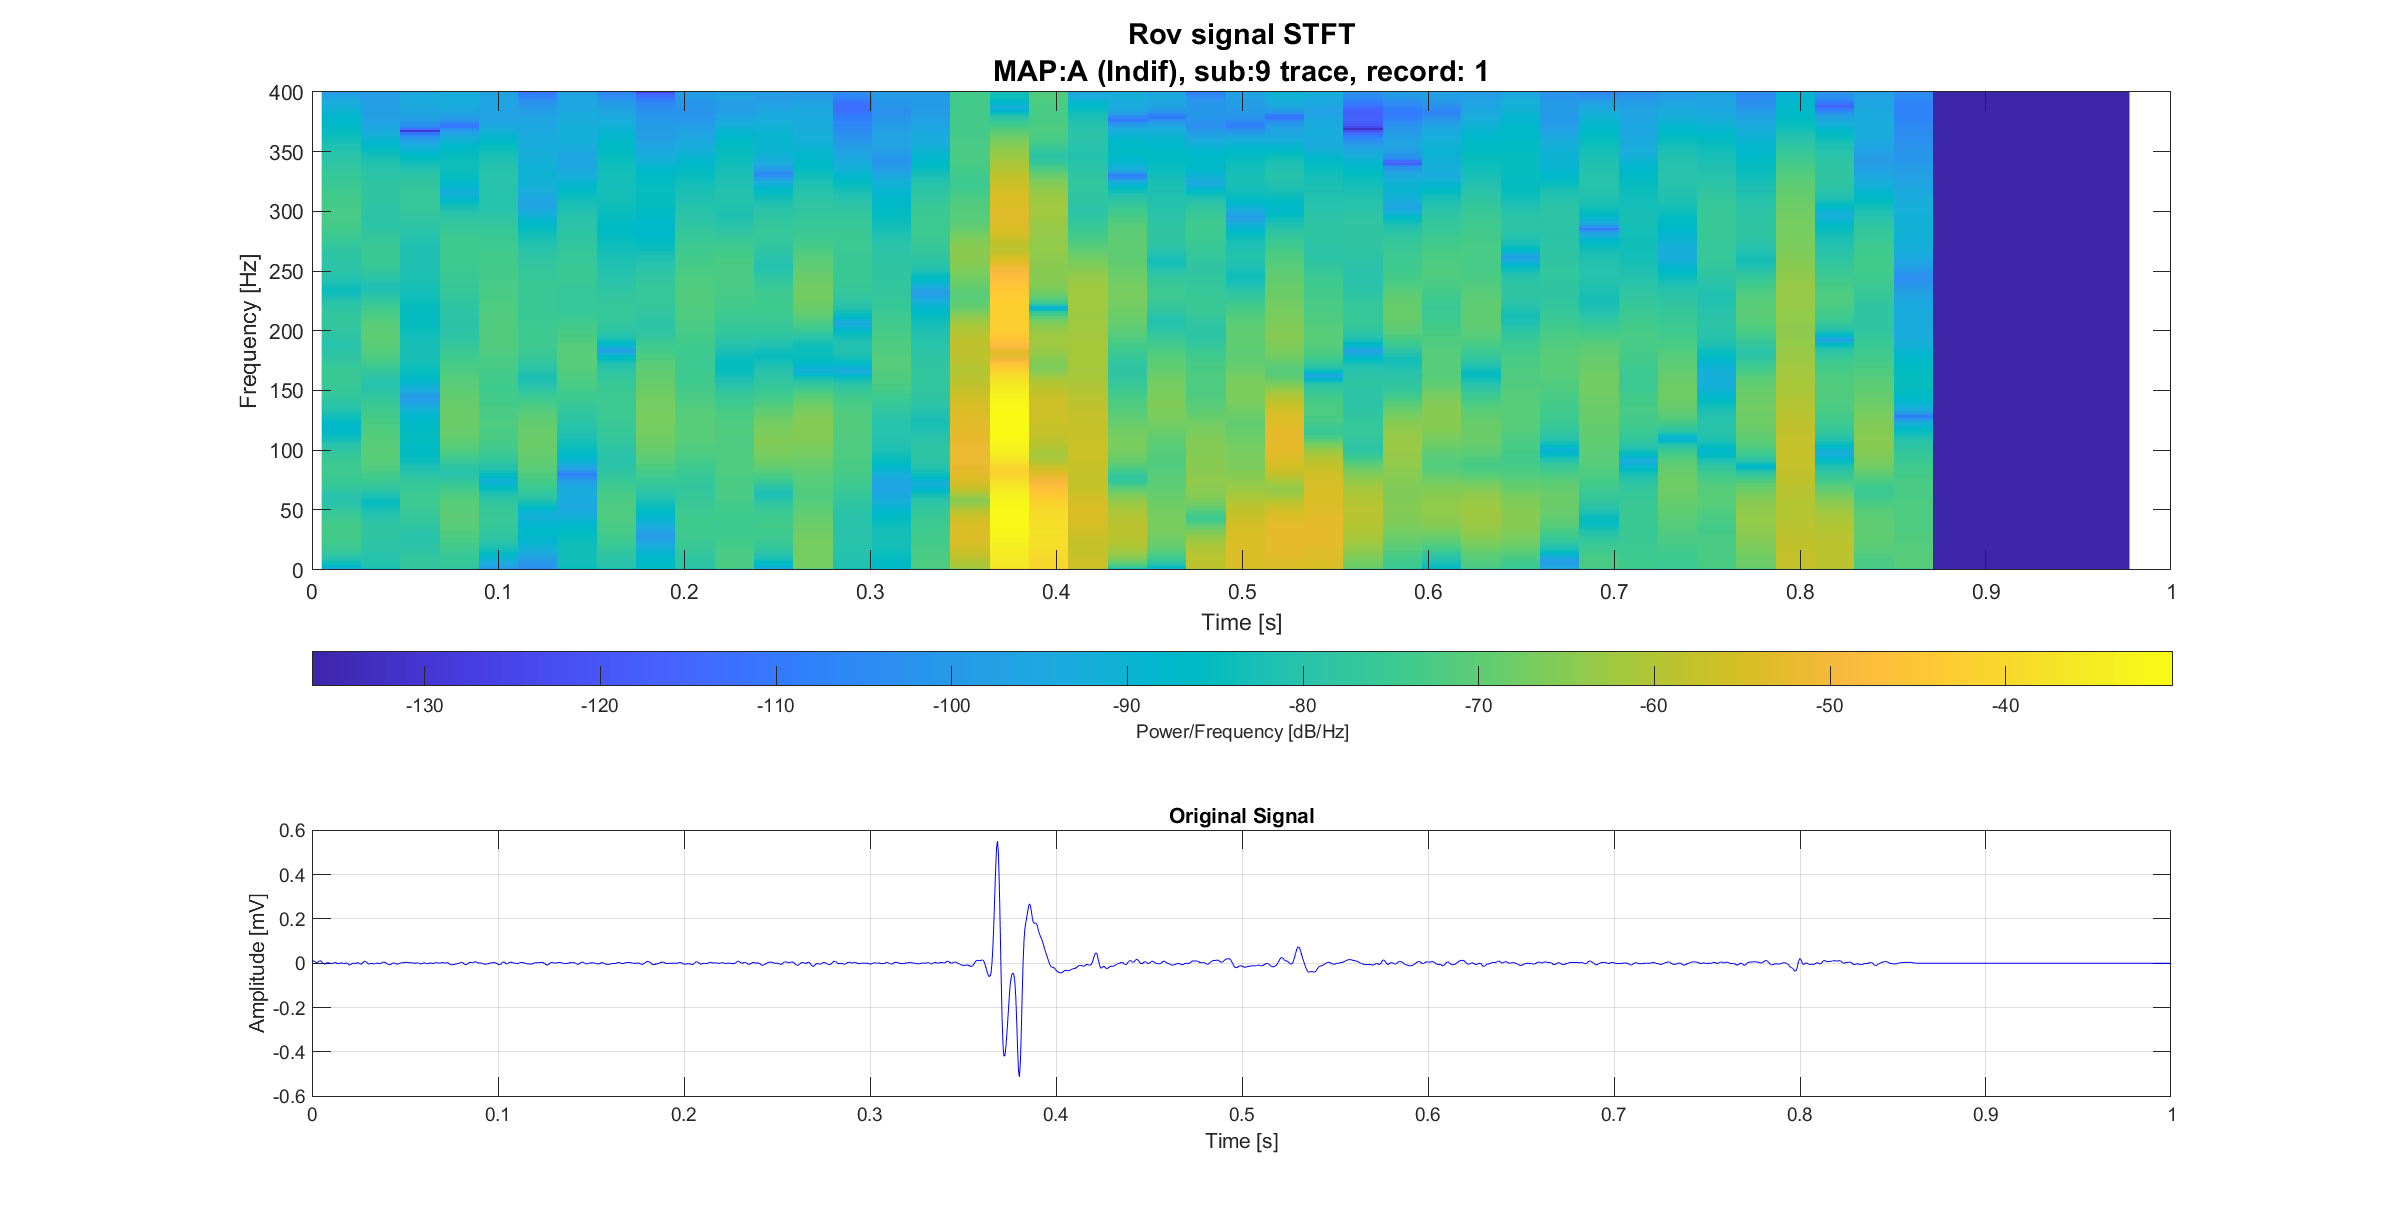 Rov signal STFT
MAP:A (Indif), sub:9 trace, record: 1
400
350
300
250
200
150
100
50
0
Frequency [Hz]
0 0.1 0.2 0.3 0.4 0.5 0.6 0.7 0.8 0.9 1
Time [s]
-130 -120 -110 -100 -90 -80 -70 -60 -50 -40
Power/Frequency [dB/Hz]
Original Signal
0.6
0.4
0.2
0
-0.2
-0.4
-0.6
Amplitude [mV]
0 0.1 0.2 0.3 0.4 0.5 0.6 0.7 0.8 0.9 1
Time [s]